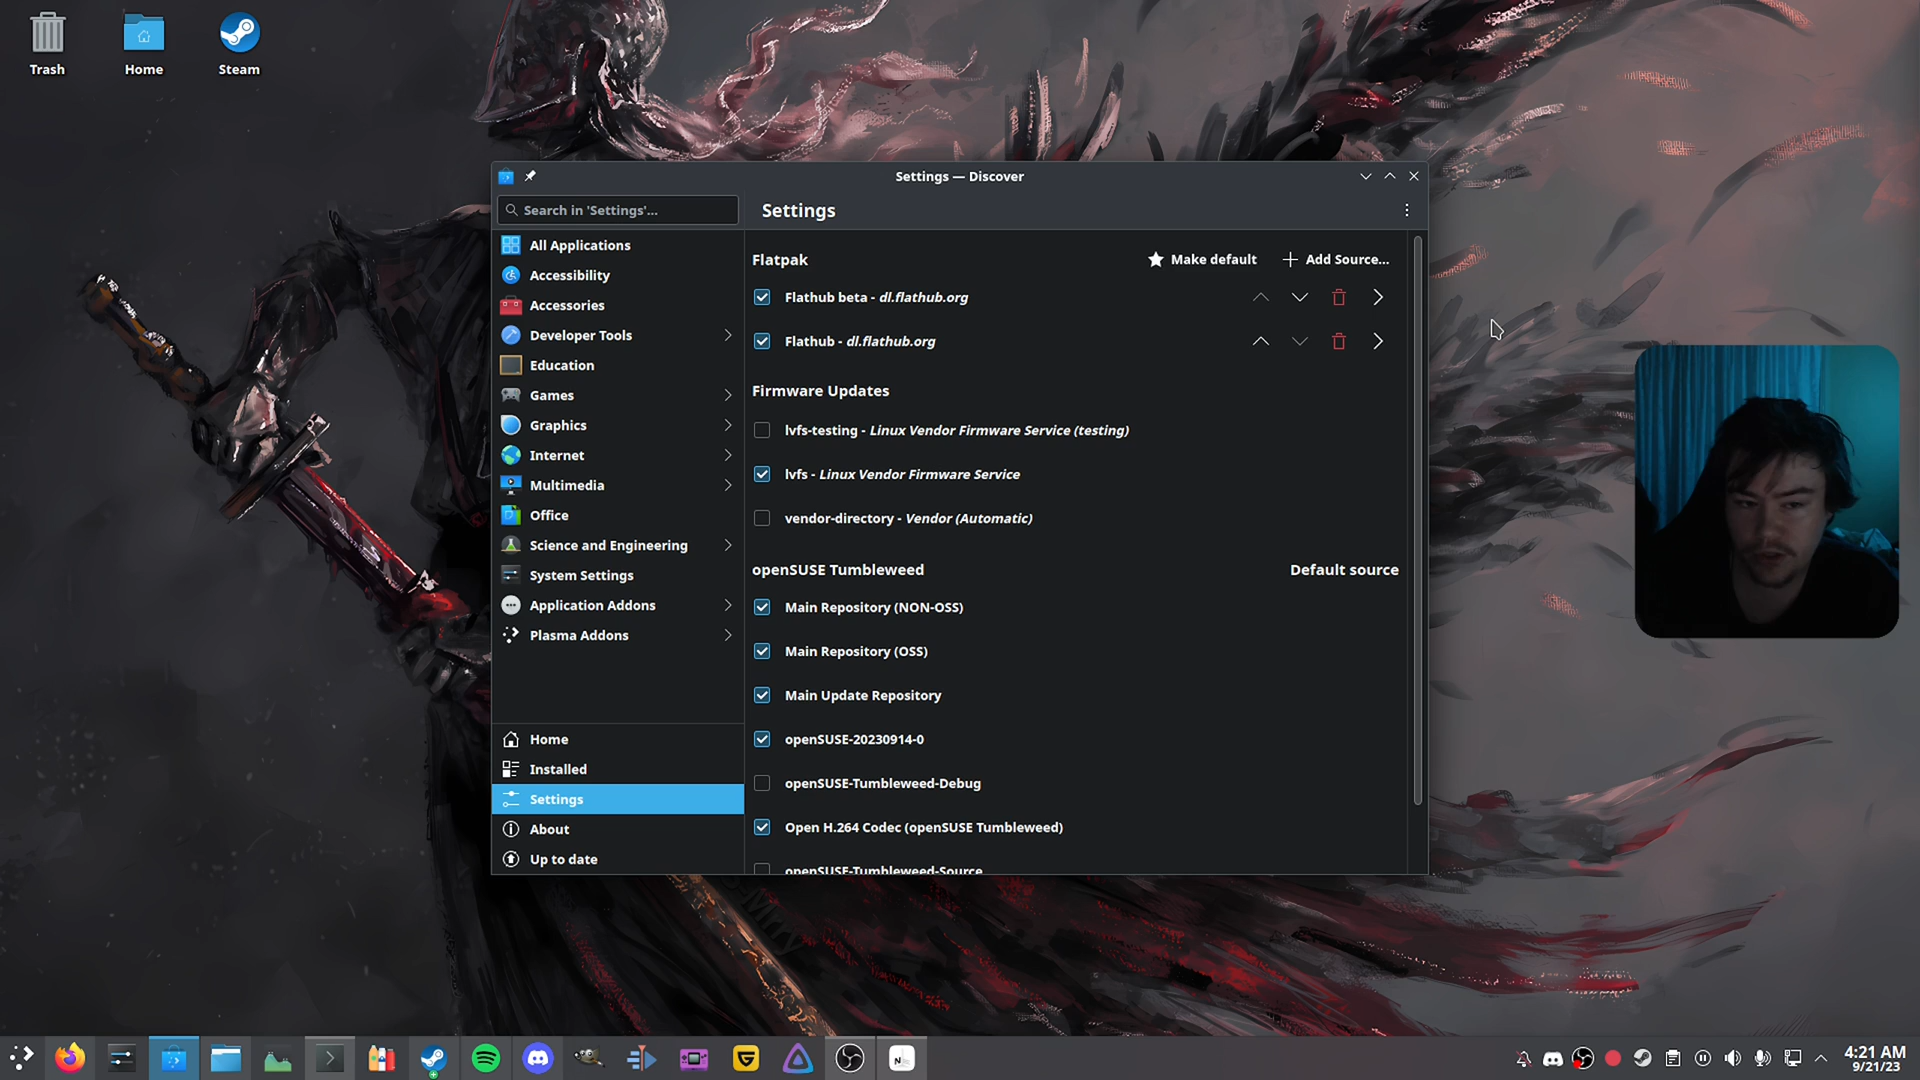 Trash
Home
Steam
Settings — Discover
Search in 'Settings'...
Settings
All Applications
Accessibility
Accessories
Developer Tools
Education
Games
Graphics
Internet
Multimedia
Office
Science and Engineering
System Settings
Application Addons
Plasma Addons
Home
Installed
Settings
About
Up to date
Flatpak
Make default
Add Source...
Flathub beta - dl.flathub.org
Flathub - dl.flathub.org
Firmware Updates
lvfs-testing - Linux Vendor Firmware Service (testing)
lvfs - Linux Vendor Firmware Service
vendor-directory - Vendor (Automatic)
openSUSE Tumbleweed
Default source
Main Repository (NON-OSS)
Main Repository (OSS)
Main Update Repository
openSUSE-20230914-0
openSUSE-Tumbleweed-Debug
Open H.264 Codec (openSUSE Tumbleweed)
openSUSE-Tumbleweed-Source
4:21 AM
9/21/23